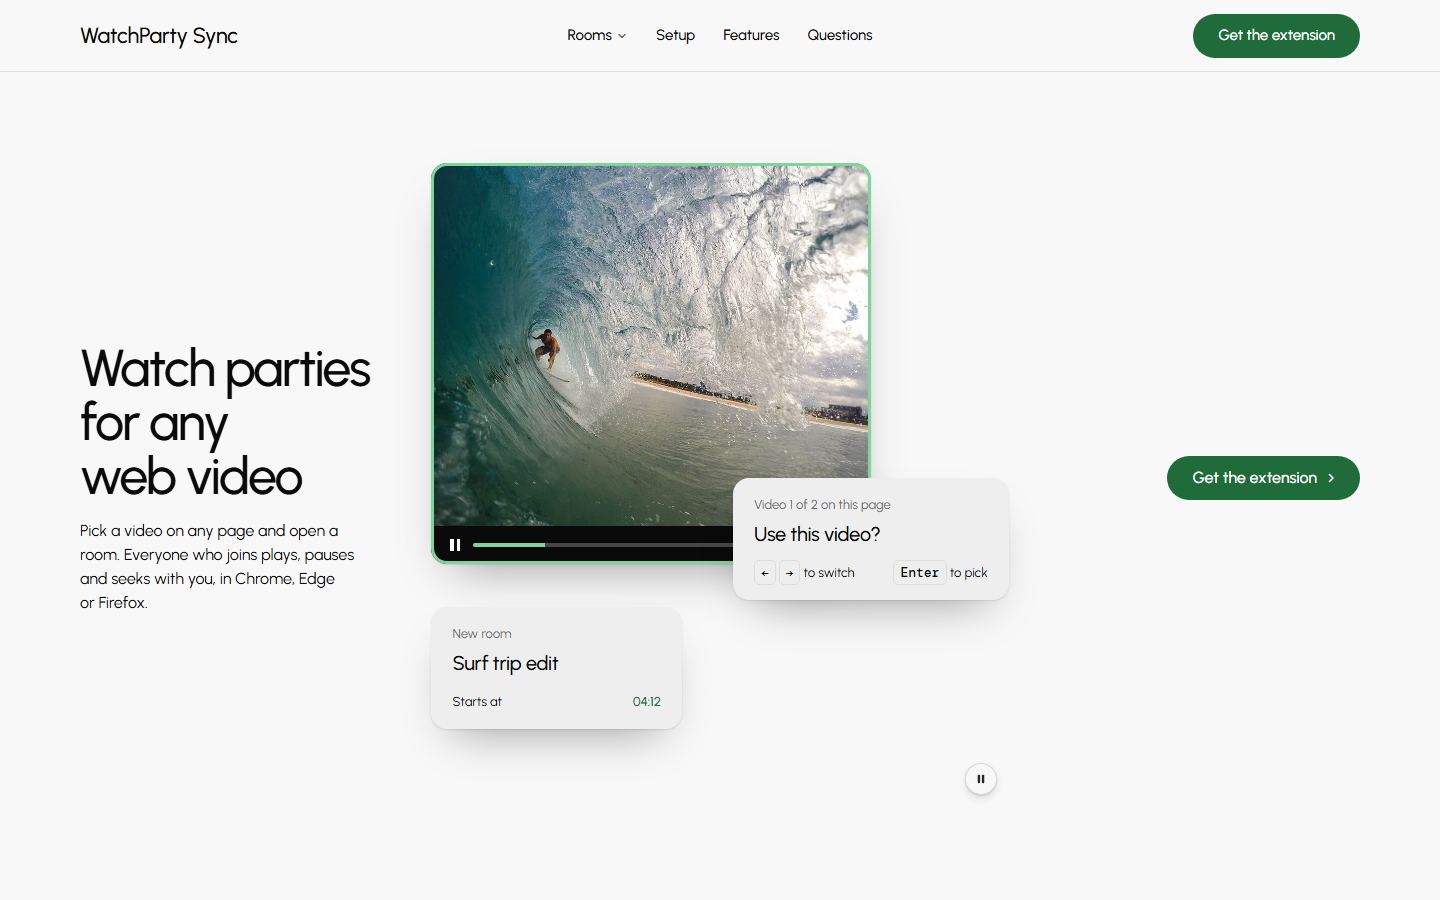 WatchParty Sync
Rooms
Setup
Features
Questions
Get the extension
Watch parties
for any
web video
Pick a video on any page and open a
room. Everyone who joins plays, pauses
and seeks with you, in Chrome, Edge
or Firefox.
Video 1 of 2 on this page
Use this video?
← → to switch
Enter to pick
New room
Surf trip edit
Starts at 04:12
Get the extension